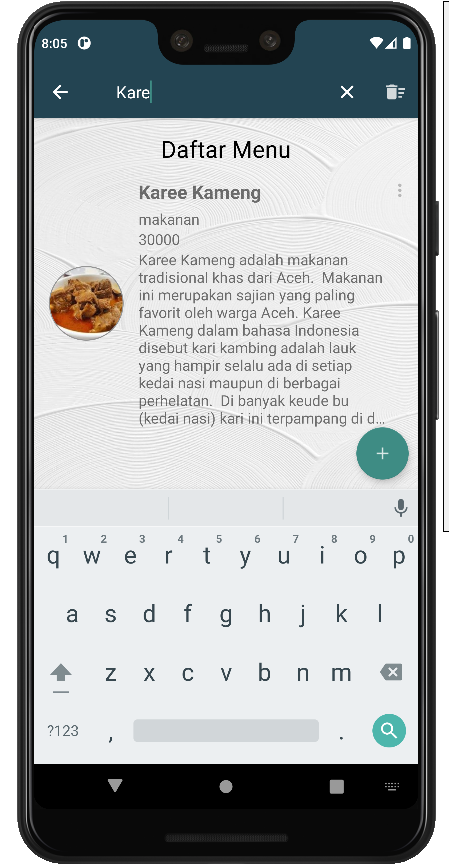 8:05
Kare
Daftar Menu
Karee Kameng
makanan
30000
Karee Kameng adalah makanan
tradisional khas dari Aceh.  Makanan
ini merupakan sajian yang paling
favorit oleh warga Aceh. Karee
Kameng dalam bahasa Indonesia
disebut kari kambing adalah lauk
yang hampir selalu ada di setiap
kedai nasi maupun di berbagai
perhelatan.  Di banyak keude bu
(kedai nasi) kari ini terpampang di d...
+
1 2 3 4 5 6 7 8 9 0
q w e r t y u i o p
a s d f g h j k l
z x c v b n m
?123 , .